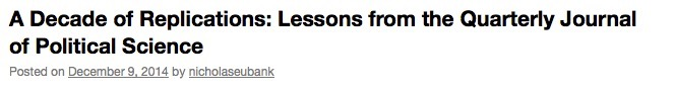 A Decade of Replications: Lessons from the Quarterly Journal
of Political Science
Posted on December 9, 2014 by nicholaseubank